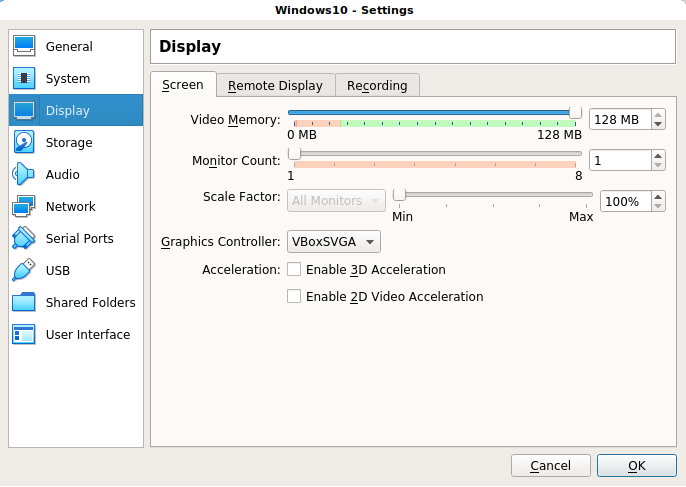 Windows10 - Settings
General
System
Display
Storage
Audio
Network
Serial Ports
USB
Shared Folders
User Interface
Display
Screen Remote Display Recording
Video Memory: 128 MB
0 MB 128 MB
Monitor Count: 1
1 8
Scale Factor: All Monitors 100%
Min Max
Graphics Controller: VBoxSVGA
Acceleration: Enable 3D Acceleration
Enable 2D Video Acceleration
Cancel OK